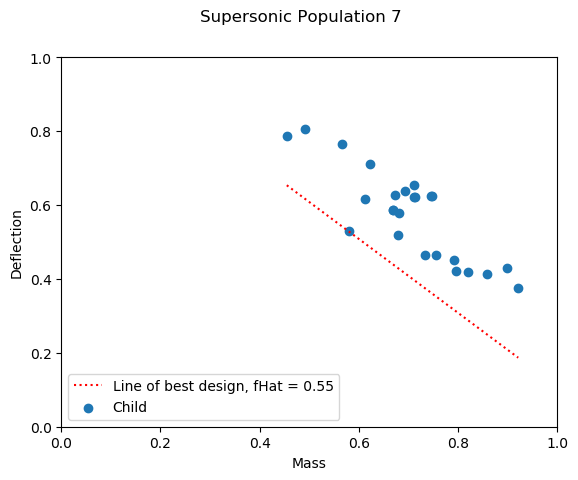 Supersonic Population 7
1.0
0.8
0.6
0.4
0.2
0.0
Deflection
Line of best design, fHat = 0.55
Child
0.0 0.2 0.4 0.6 0.8 1.0
Mass